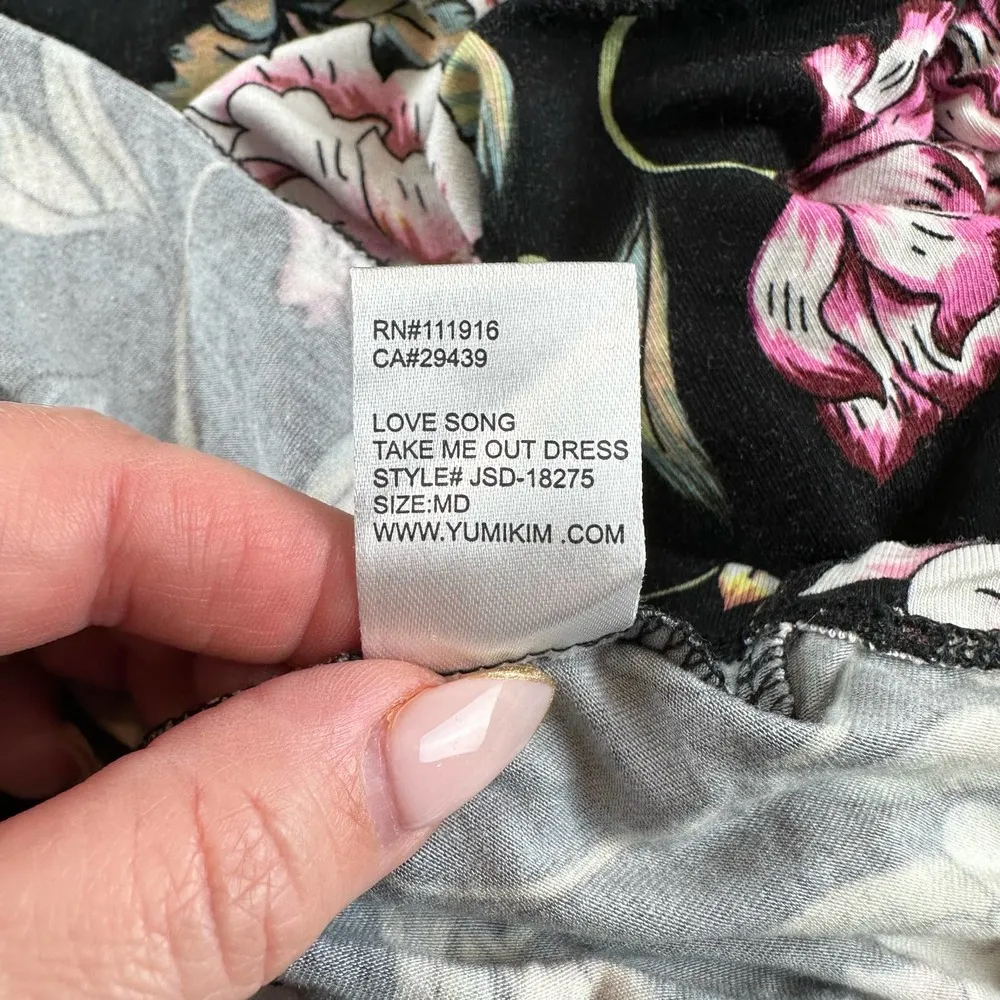 RN#111916
CA#29439
LOVE SONG
TAKE ME OUT DRESS
STYLE# JSD-18275
SIZE:MD
WWW.YUMIKIM .COM